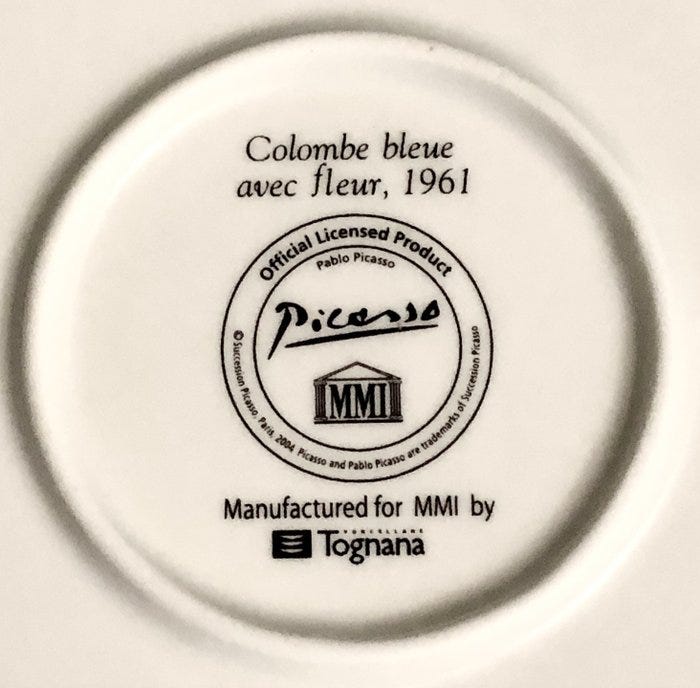 Colombe bleue
avec fleur, 1961
Official Licensed Product
Pablo Picasso
Picasso
MMI
©Succession Picasso, Paris, 2004. Picasso and Pablo Picasso are trademarks of Succession Picasso
Manufactured for MMI by
PORCELLANE
Tognana